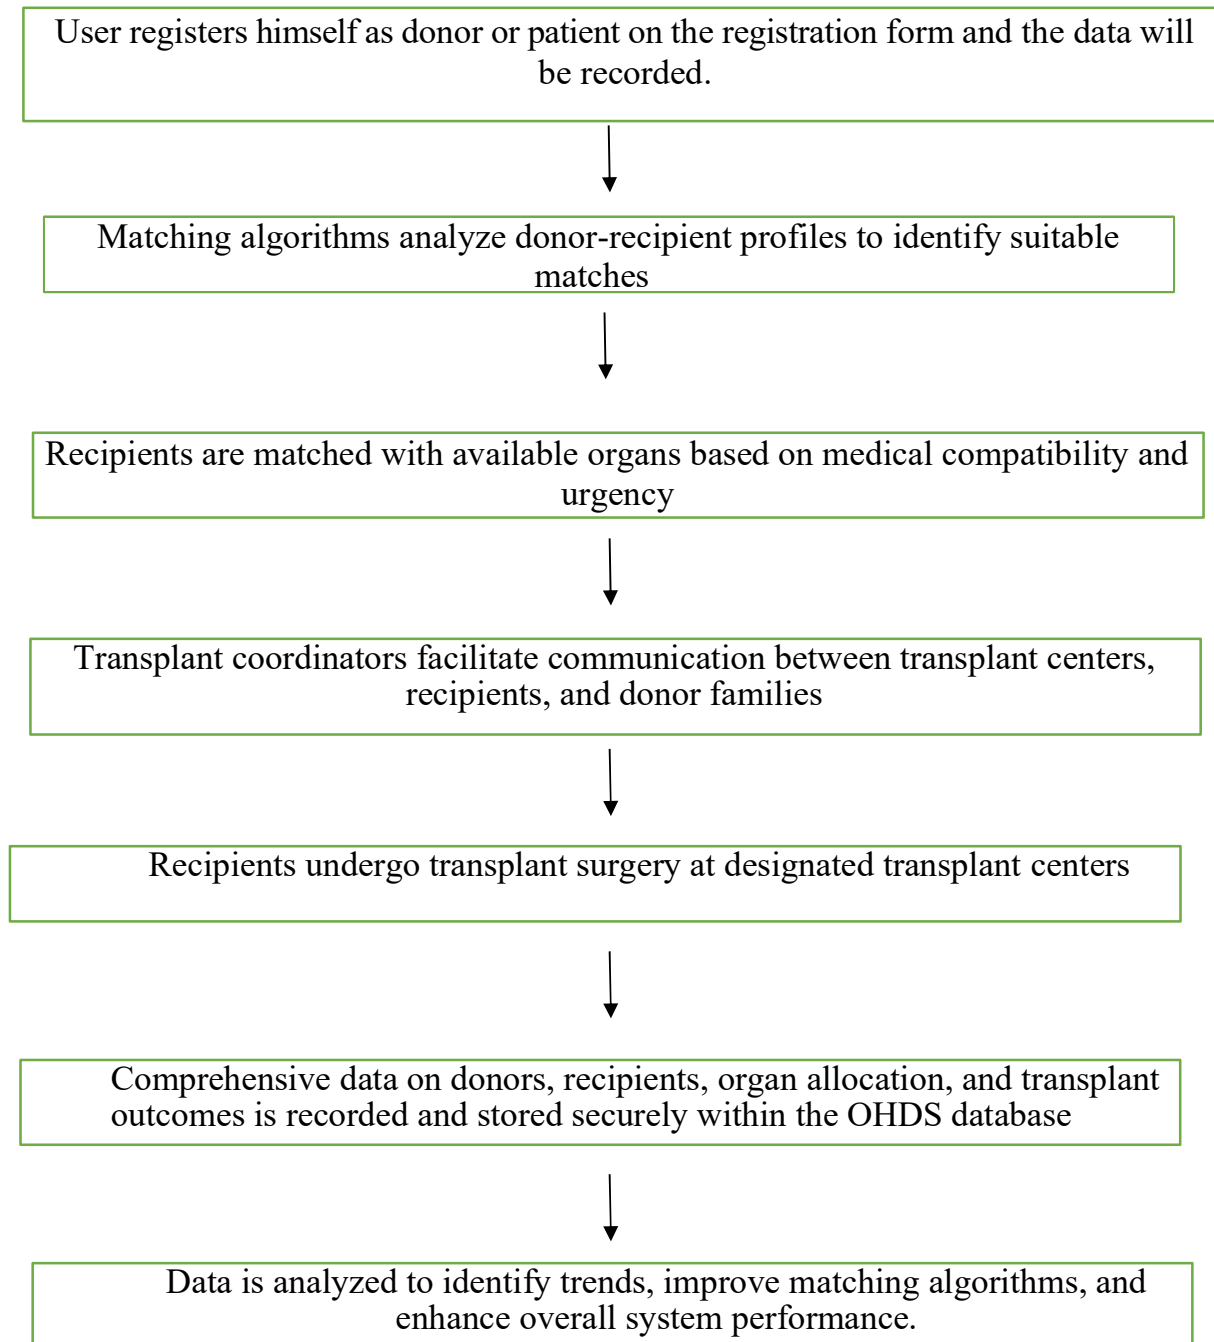 User registers himself as donor or patient on the registration form and the data will
be recorded.
Matching algorithms analyze donor-recipient profiles to identify suitable
matches
Recipients are matched with available organs based on medical compatibility and
urgency
Transplant coordinators facilitate communication between transplant centers,
recipients, and donor families
Recipients undergo transplant surgery at designated transplant centers
Comprehensive data on donors, recipients, organ allocation, and transplant
outcomes is recorded and stored securely within the OHDS database
Data is analyzed to identify trends, improve matching algorithms, and
enhance overall system performance.